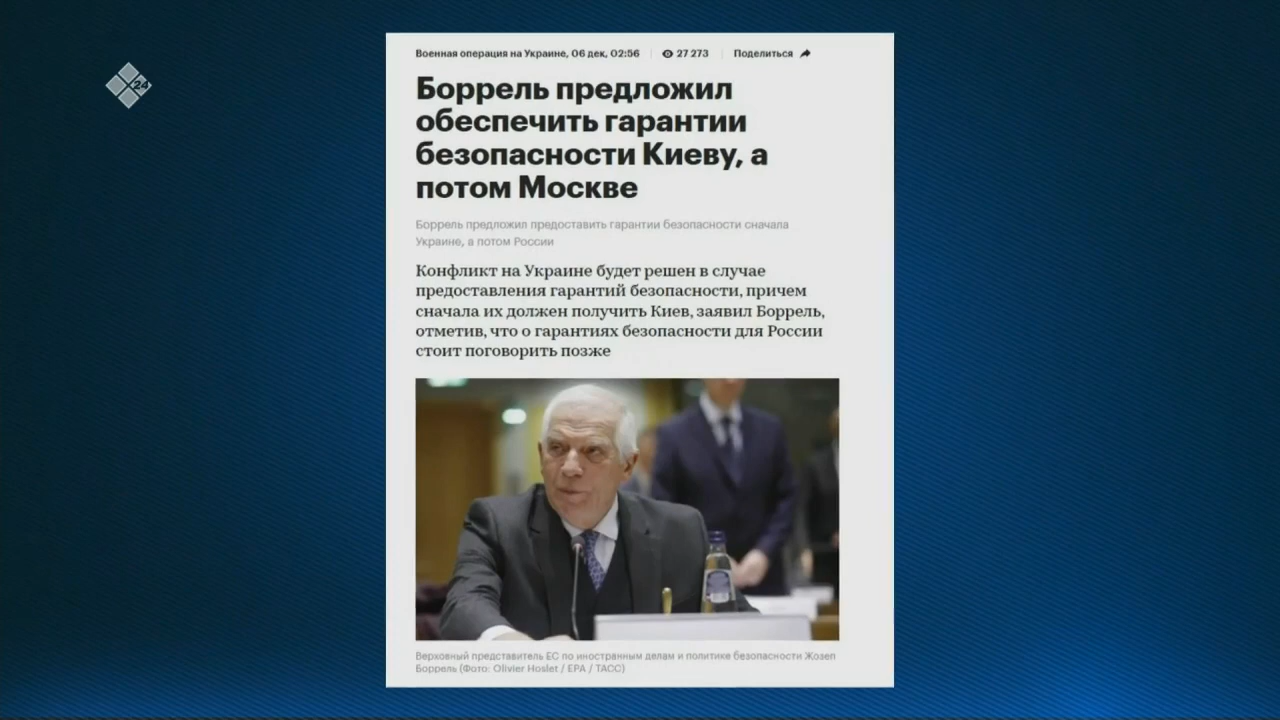 24
Военная операция на Украине, 06 дек, 02:56 27 273 Поделиться
Боррель предложил
обеспечить гарантии
безопасности Киеву, а
потом Москве
Боррель предложил предоставить гарантии безопасности сначала
Украине, а потом России
Конфликт на Украине будет решен в случае
предоставления гарантий безопасности, причем
сначала их должен получить Киев, заявил Боррель,
отметив, что о гарантиях безопасности для России
стоит поговорить позже
Верховный представитель ЕС по иностранным делам и политике безопасности Жозеп
Боррель (Фото: Olivier Hoslet / EPA / ТАСС)